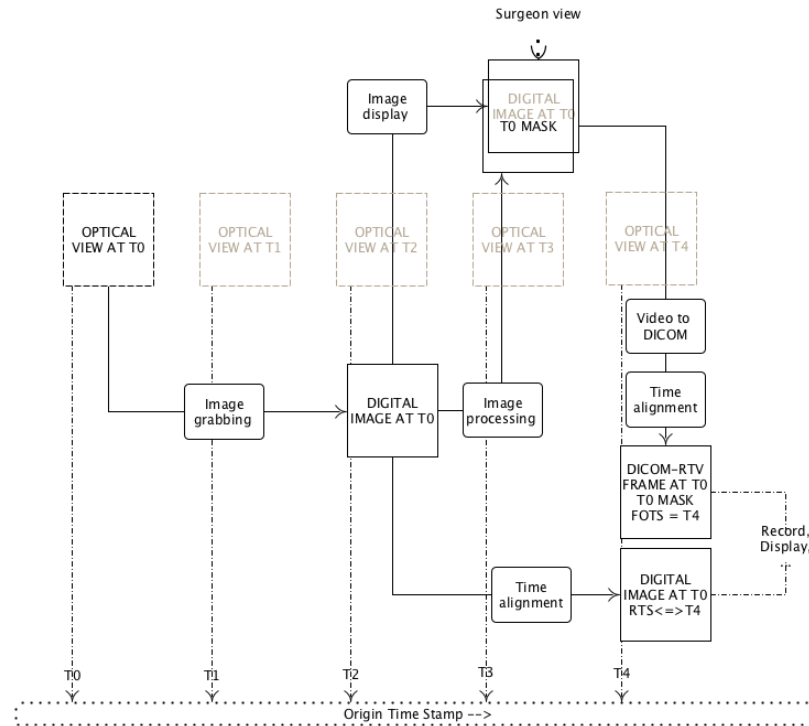 Surgeon view
Image
display
DIGITAL
IMAGE AT T0
T0 MASK
OPTICAL
VIEW AT T0
OPTICAL
VIEW AT T1
OPTICAL
VIEW AT T2
OPTICAL
VIEW AT T3
OPTICAL
VIEW AT T4
Video to
DICOM
Image
grabbing
DIGITAL
IMAGE AT T0
Image
processing
Time
alignment
DICOM-RTV
FRAME AT T0
T0 MASK
FOTS = T4
Record,
Display,
...
Time
alignment
DIGITAL
IMAGE AT T0
RTS<=>T4
T0
T1
T2
T3
T4
Origin Time Stamp -->